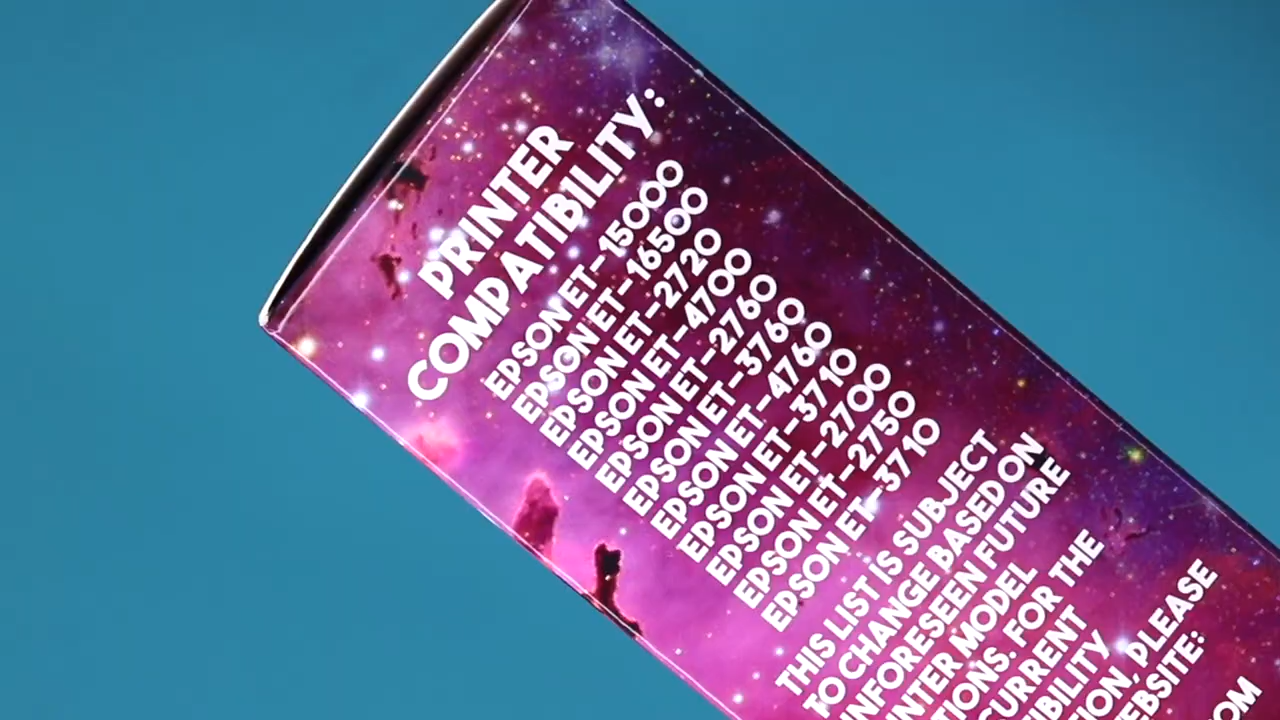 PRINTER
COMPATIBILITY:
EPSON ET-15000
EPSON ET-16500
EPSON ET-2720
EPSON ET-4700
EPSON ET-2760
EPSON ET-3760
EPSON ET-4760
EPSON ET-3710
EPSON ET-2700
EPSON ET-2750
EPSON ET-3710
THIS LIST IS SUBJECT
TO CHANGE BASED ON
UNFORESEEN FUTURE
MODEL
FOR THE
CURRENT
PLEASE